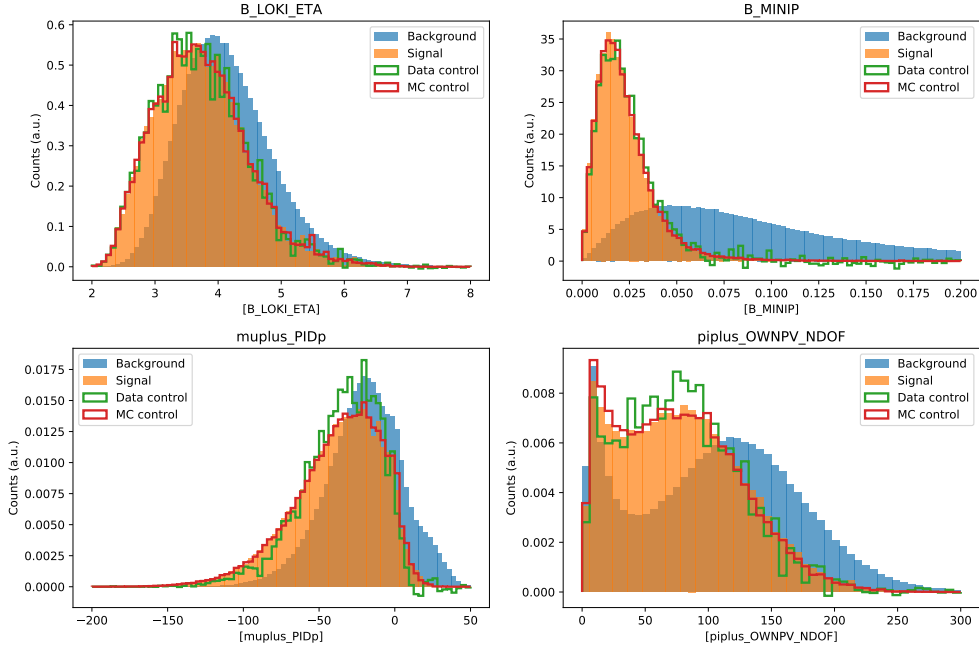 B_LOKI_ETA
Counts (a.u.)
0.6
0.5
0.4
0.3
0.2
0.1
0.0
2
3
4
5
6
7
8
[B_LOKI_ETA]
Background
Signal
Data control
MC control
B_MINIP
Counts (a.u.)
35
30
25
20
15
10
5
0
0.000
0.025
0.050
0.075
0.100
0.125
0.150
0.175
0.200
[B_MINIP]
Background
Signal
Data control
MC control
muplus_PIDp
Counts (a.u.)
0.0175
0.0150
0.0125
0.0100
0.0075
0.0050
0.0025
0.0000
−200
−150
−100
−50
0
50
[muplus_PIDp]
Background
Signal
Data control
MC control
piplus_OWNPV_NDOF
Counts (a.u.)
0.008
0.006
0.004
0.002
0.000
0
50
100
150
200
250
300
[piplus_OWNPV_NDOF]
Background
Signal
Data control
MC control